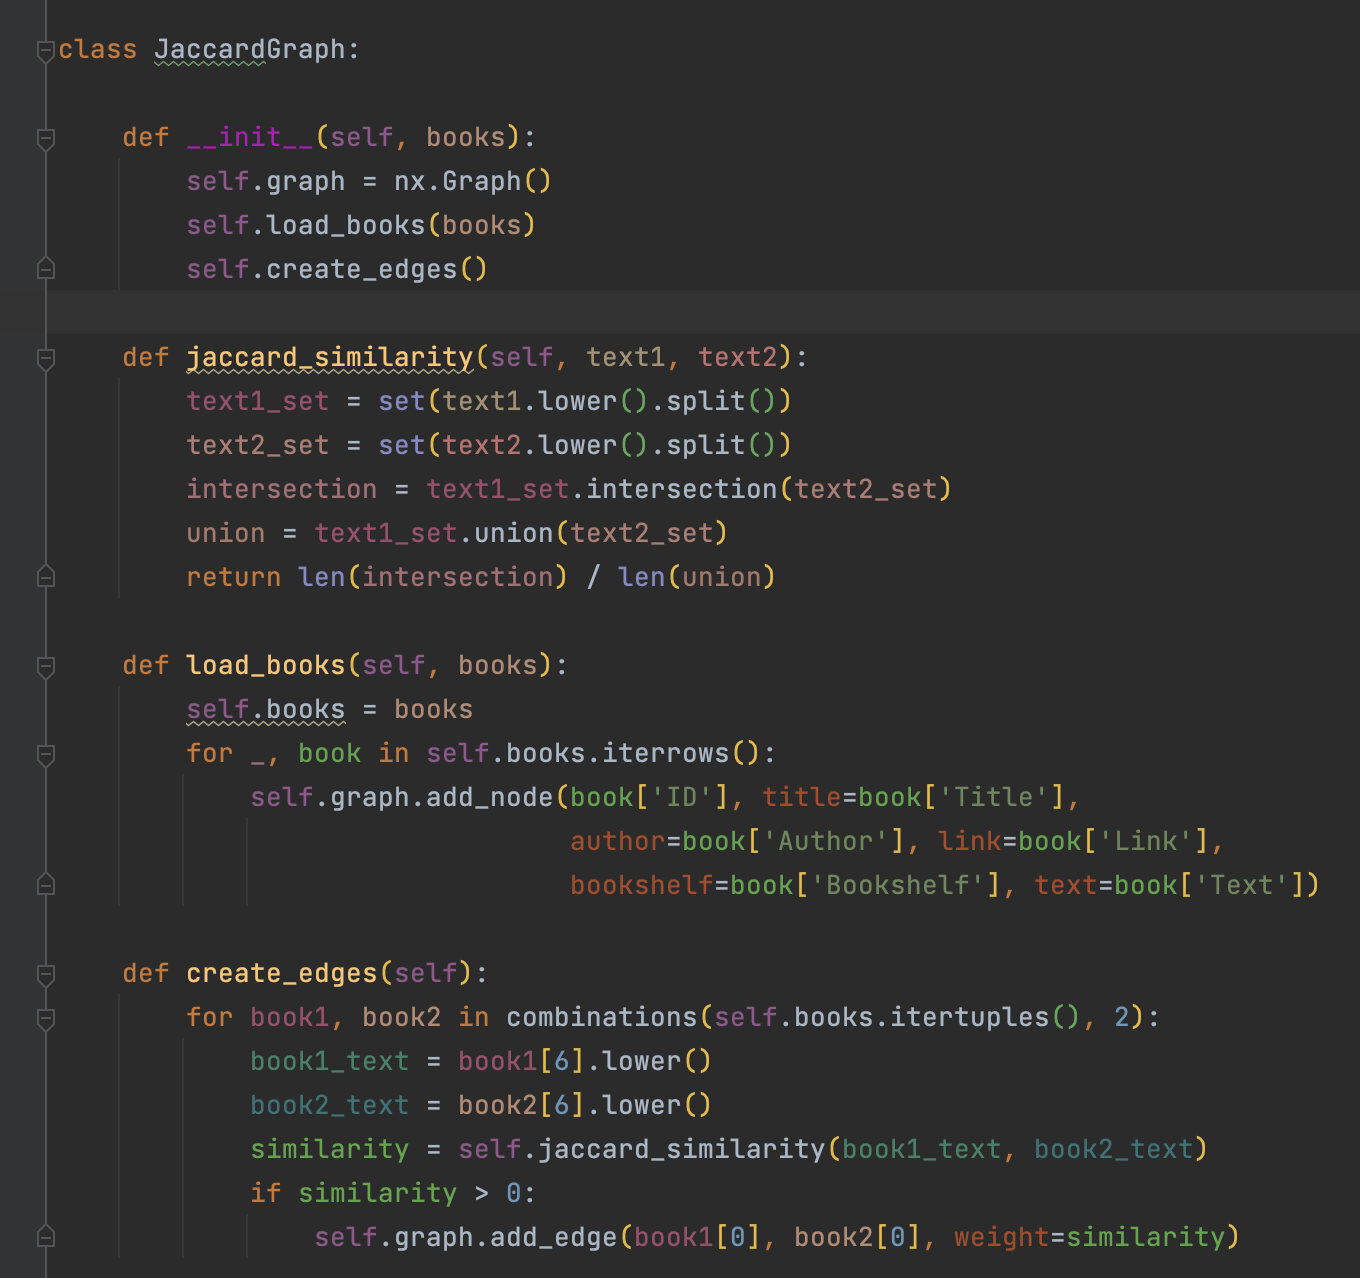 class JaccardGraph:
def __init__(self, books):
self.graph = nx.Graph()
self.load_books(books)
self.create_edges()
def jaccard_similarity(self, text1, text2):
text1_set = set(text1.lower().split())
text2_set = set(text2.lower().split())
intersection = text1_set.intersection(text2_set)
union = text1_set.union(text2_set)
return len(intersection) / len(union)
def load_books(self, books):
self.books = books
for _, book in self.books.iterrows():
self.graph.add_node(book['ID'], title=book['Title'],
author=book['Author'], link=book['Link'],
bookshelf=book['Bookshelf'], text=book['Text'])
def create_edges(self):
for book1, book2 in combinations(self.books.itertuples(), 2):
book1_text = book1[6].lower()
book2_text = book2[6].lower()
similarity = self.jaccard_similarity(book1_text, book2_text)
if similarity > 0:
self.graph.add_edge(book1[0], book2[0], weight=similarity)